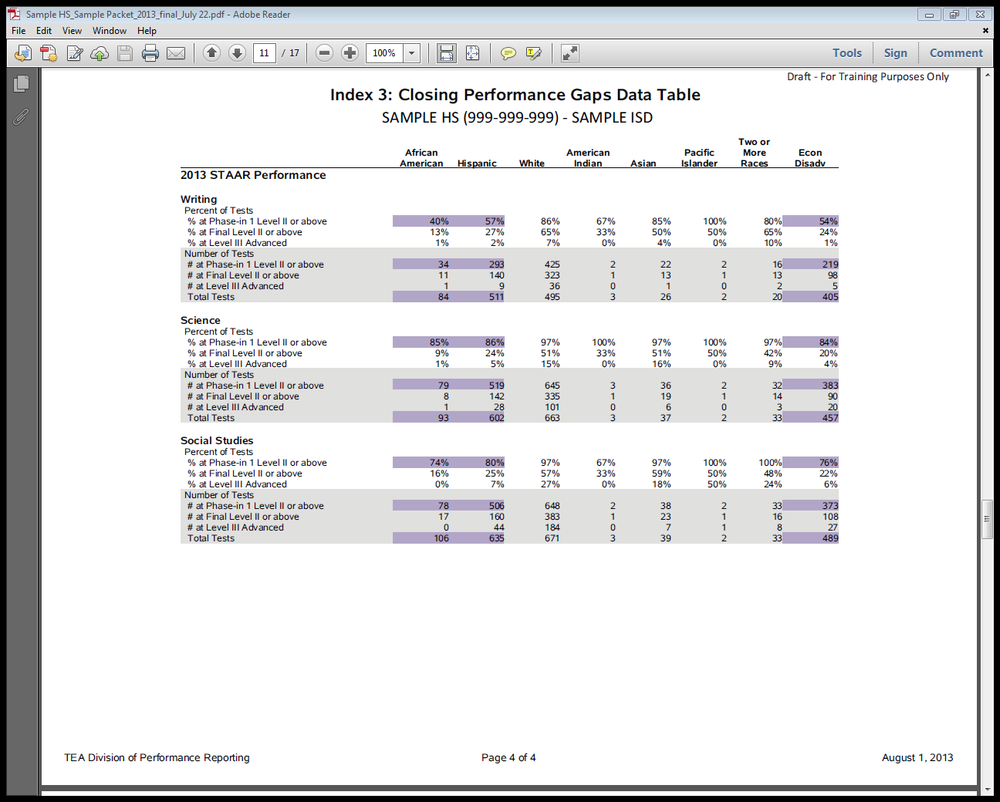 Sample HS_Sample Packet_2013_final_July 22.pdf - Adobe Reader
File Edit View Window Help
11 / 17 100% Tools Sign Comment
Draft - For Training Purposes Only
Index 3: Closing Performance Gaps Data Table
SAMPLE HS (999-999-999) - SAMPLE ISD
African American Hispanic White American Indian Asian Pacific Islander Two or More Races Econ Disadv
2013 STAAR Performance
Writing
Percent of Tests
% at Phase-in 1 Level II or above 40% 57% 86% 67% 85% 100% 80% 54%
% at Final Level II or above 13% 27% 65% 33% 50% 50% 65% 24%
% at Level III Advanced 1% 2% 7% 0% 4% 0% 10% 1%
Number of Tests
# at Phase-in 1 Level II or above 34 293 425 2 22 2 16 219
# at Final Level II or above 11 140 323 1 13 1 13 98
# at Level III Advanced 1 9 36 0 1 0 2 5
Total Tests 84 511 495 3 26 2 20 405
Science
Percent of Tests
% at Phase-in 1 Level II or above 85% 86% 97% 100% 97% 100% 97% 84%
% at Final Level II or above 9% 24% 51% 33% 51% 50% 42% 20%
% at Level III Advanced 1% 5% 15% 0% 16% 0% 9% 4%
Number of Tests
# at Phase-in 1 Level II or above 79 519 645 3 36 2 32 383
# at Final Level II or above 8 142 335 1 19 1 14 90
# at Level III Advanced 1 28 101 0 6 0 3 20
Total Tests 93 602 663 3 37 2 33 457
Social Studies
Percent of Tests
% at Phase-in 1 Level II or above 74% 80% 97% 67% 97% 100% 100% 76%
% at Final Level II or above 16% 25% 57% 33% 59% 50% 48% 22%
% at Level III Advanced 0% 7% 27% 0% 18% 50% 24% 6%
Number of Tests
# at Phase-in 1 Level II or above 78 506 648 2 38 2 33 373
# at Final Level II or above 17 160 383 1 23 1 16 108
# at Level III Advanced 0 44 184 0 7 1 8 27
Total Tests 106 635 671 3 39 2 33 489
TEA Division of Performance Reporting Page 4 of 4 August 1, 2013